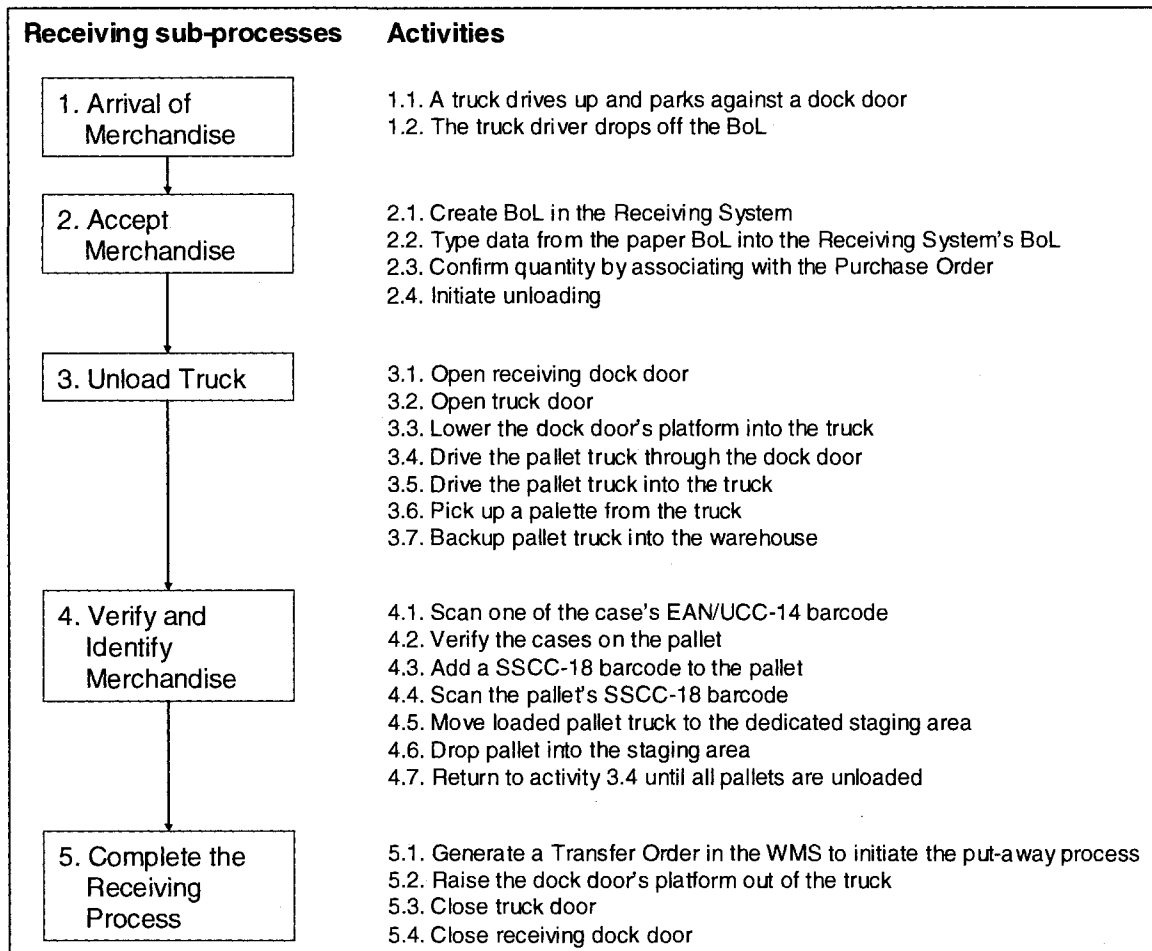 Receiving sub-processes Activities
1. Arrival of
Merchandise
1.1. A truck drives up and parks against a dock door
1.2. The truck driver drops off the BoL
2. Accept
Merchandise
2.1. Create BoL in the Receiving System
2.2. Type data from the paper BoL into the Receiving System's BoL
2.3. Confirm quantity by associating with the Purchase Order
2.4. Initiate unloading
3. Unload Truck
3.1. Open receiving dock door
3.2. Open truck door
3.3. Lower the dock door's platform into the truck
3.4. Drive the pallet truck through the dock door
3.5. Drive the pallet truck into the truck
3.6. Pick up a palette from the truck
3.7. Backup pallet truck into the warehouse
4. Verify and
Identify
Merchandise
4.1. Scan one of the case's EAN/UCC-14 barcode
4.2. Verify the cases on the pallet
4.3. Add a SSCC-18 barcode to the pallet
4.4. Scan the pallet's SSCC-18 barcode
4.5. Move loaded pallet truck to the dedicated staging area
4.6. Drop pallet into the staging area
4.7. Return to activity 3.4 until all pallets are unloaded
5. Complete the
Receiving
Process
5.1. Generate a Transfer Order in the WMS to initiate the put-away process
5.2. Raise the dock door's platform out of the truck
5.3. Close truck door
5.4. Close receiving dock door